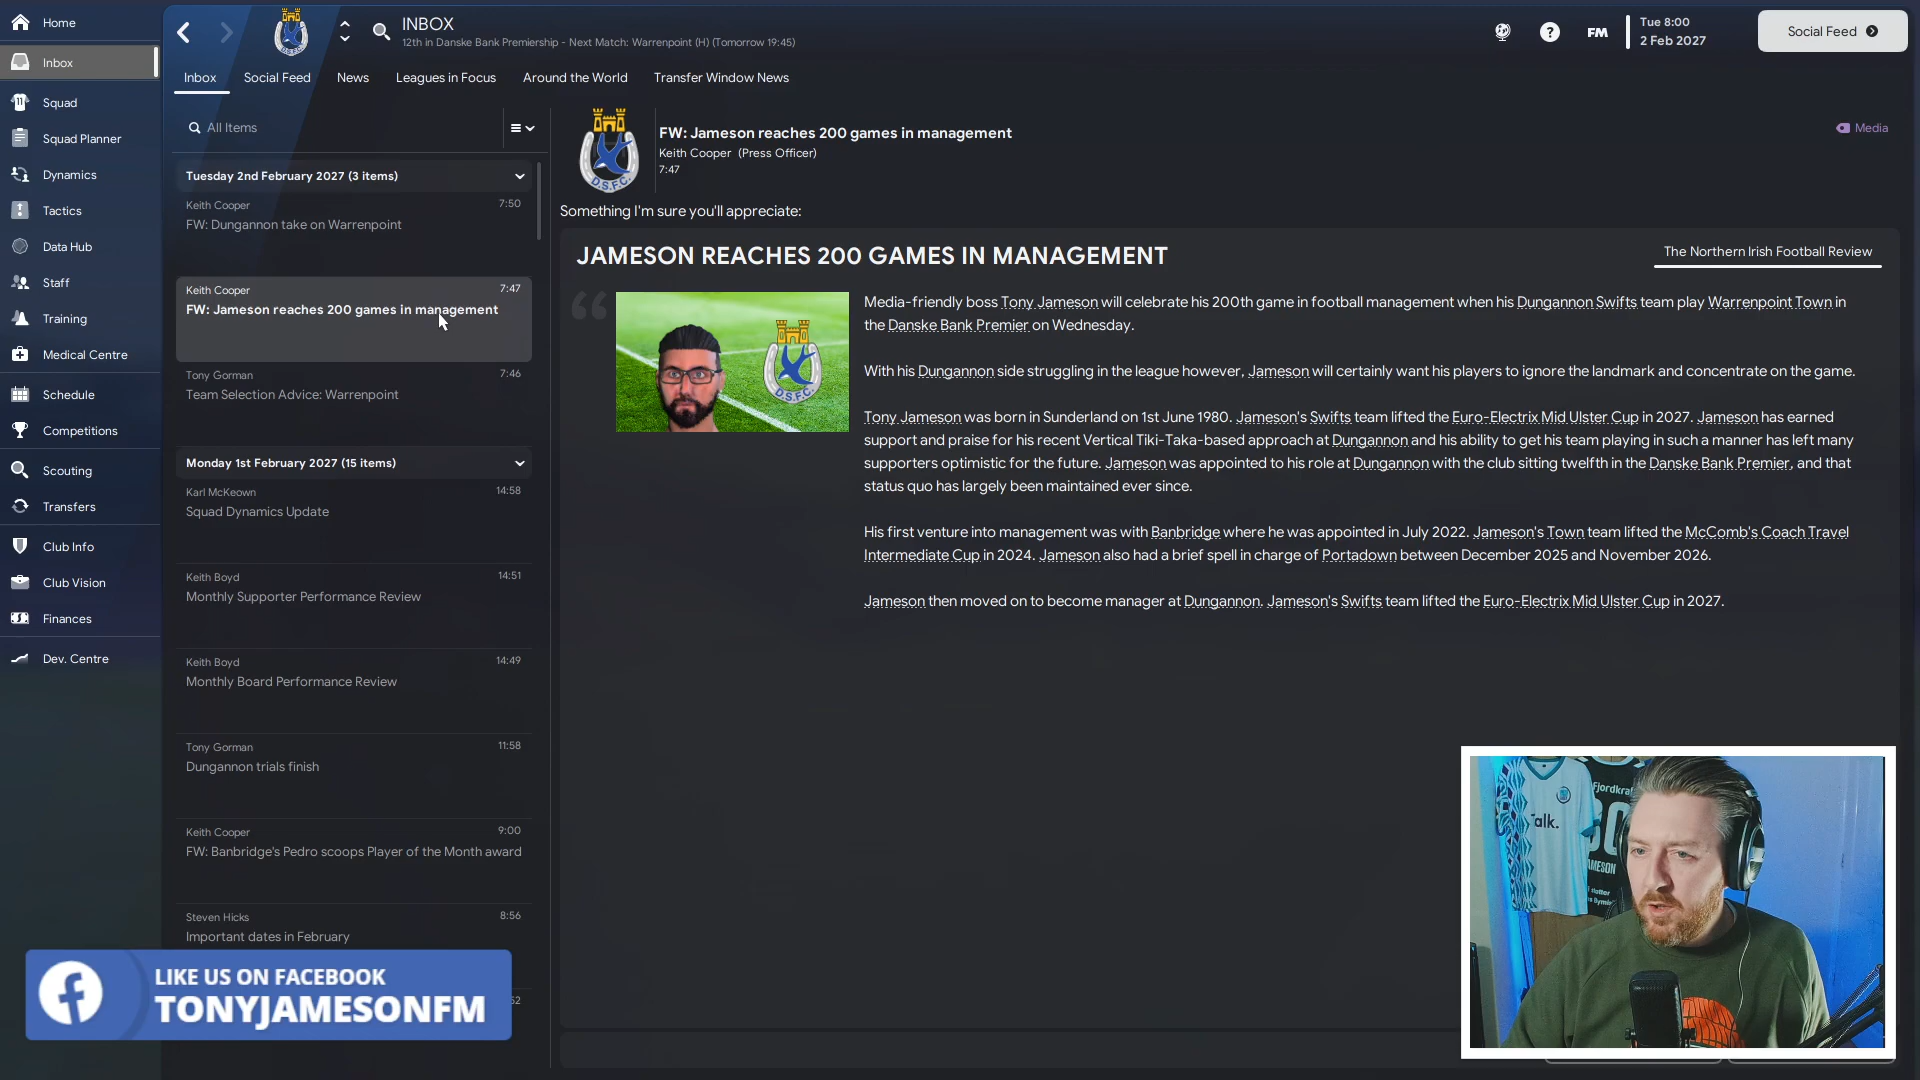 Home
Inbox
Squad
Squad Planner
Dynamics
Tactics
Data Hub
Staff
Training
Medical Centre
Schedule
Competitions
Scouting
Transfers
Club Info
Club Vision
Finances
Dev. Centre
INBOX
12th in Danske Bank Premiership - Next Match: Warrenpoint (H) (Tomorrow 19:45)
FM
Tue 8:00
2 Feb 2027
Social Feed
Inbox Social Feed News Leagues in Focus Around the World Transfer Window News
All Items
Tuesday 2nd February 2027 (3 items)
Keith Cooper 7:50
FW: Dungannon take on Warrenpoint
Keith Cooper 7:47
FW: Jameson reaches 200 games in management
Tony Gorman 7:46
Team Selection Advice: Warrenpoint
Monday 1st February 2027 (15 items)
Karl McKeown 14:58
Squad Dynamics Update
Keith Boyd 14:51
Monthly Supporter Performance Review
Keith Boyd 14:49
Monthly Board Performance Review
Tony Gorman 11:58
Dungannon trials finish
Keith Cooper 9:00
FW: Banbridge's Pedro scoops Player of the Month award
Steven Hicks 8:56
Important dates in February
52
LIKE US ON FACEBOOK
TONYJAMESONFM
D.S.F.C.
FW: Jameson reaches 200 games in management
Keith Cooper (Press Officer)
7:47
Media
Something I'm sure you'll appreciate:
JAMESON REACHES 200 GAMES IN MANAGEMENT
The Northern Irish Football Review
D.S.F.C.
Media-friendly boss Tony Jameson will celebrate his 200th game in football management when his Dungannon Swifts team play Warrenpoint Town in
the Danske Bank Premier on Wednesday.
With his Dungannon side struggling in the league however, Jameson will certainly want his players to ignore the landmark and concentrate on the game.
Tony Jameson was born in Sunderland on 1st June 1980. Jameson's Swifts team lifted the Euro-Electrix Mid Ulster Cup in 2027. Jameson has earned
support and praise for his recent Vertical Tiki-Taka-based approach at Dungannon and his ability to get his team playing in such a manner has left many
supporters optimistic for the future. Jameson was appointed to his role at Dungannon with the club sitting twelfth in the Danske Bank Premier, and that
status quo has largely been maintained ever since.
His first venture into management was with Banbridge where he was appointed in July 2022. Jameson's Town team lifted the McComb's Coach Travel
Intermediate Cup in 2024. Jameson also had a brief spell in charge of Portadown between December 2025 and November 2026.
Jameson then moved on to become manager at Dungannon. Jameson's Swifts team lifted the Euro-Electrix Mid Ulster Cup in 2027.
Talk.
JAMESON